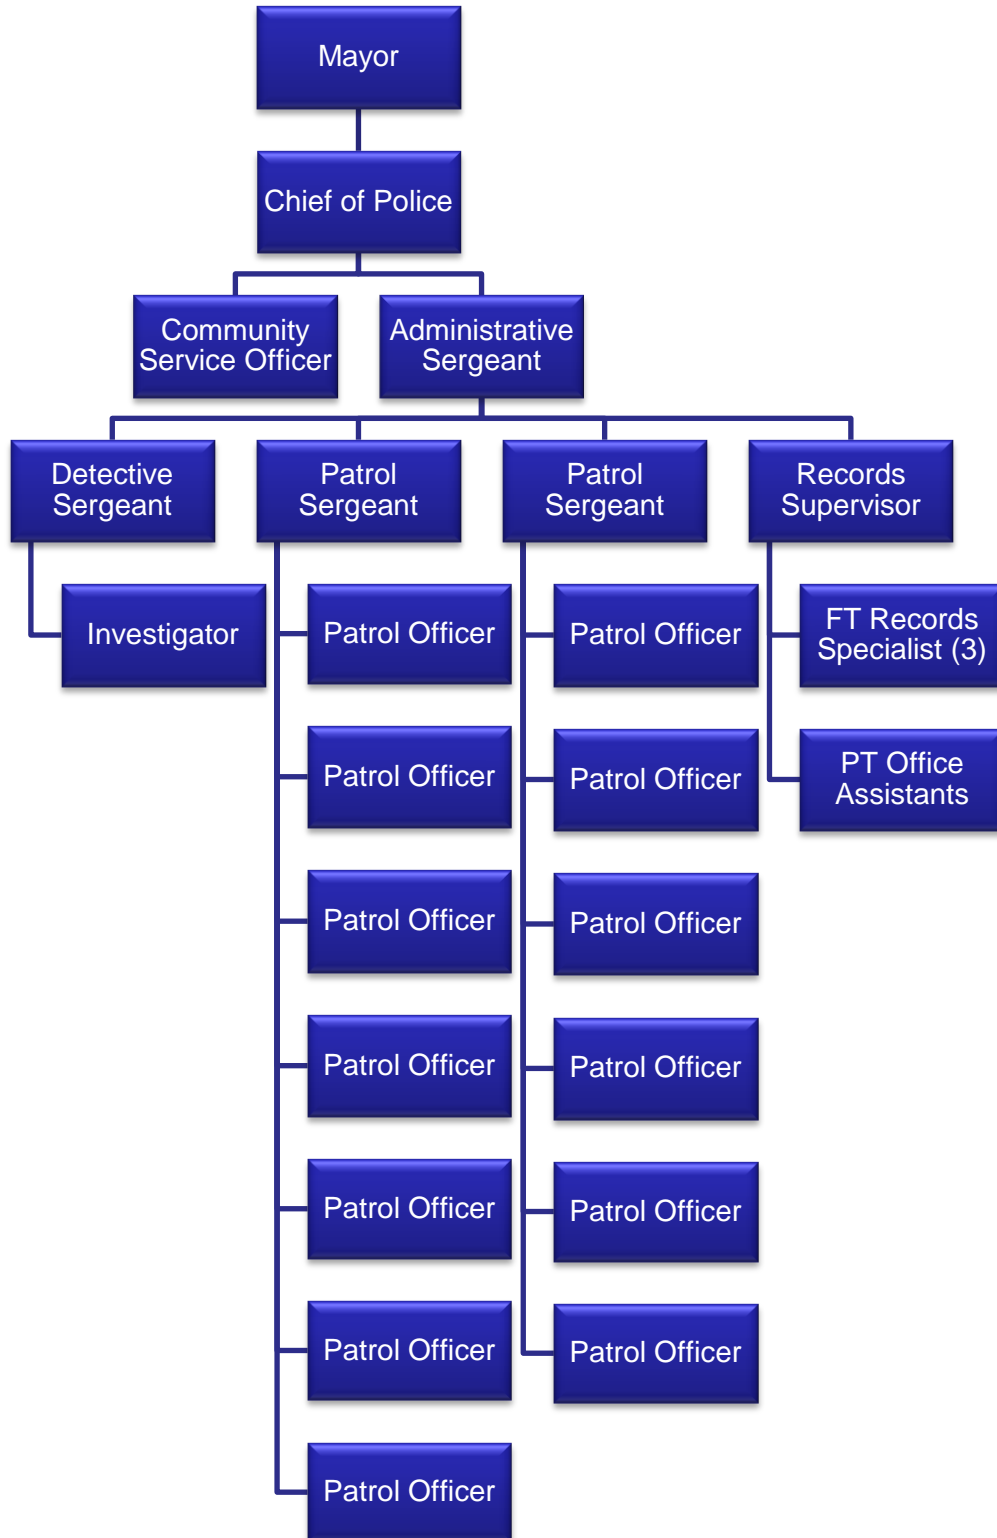 Mayor
Chief of Police
Community
Service Officer
Administrative
Sergeant
Detective
Sergeant
Patrol
Sergeant
Patrol
Sergeant
Records
Supervisor
Investigator
Patrol Officer
Patrol Officer
FT Records
Specialist (3)
Patrol Officer
Patrol Officer
PT Office
Assistants
Patrol Officer
Patrol Officer
Patrol Officer
Patrol Officer
Patrol Officer
Patrol Officer
Patrol Officer
Patrol Officer
Patrol Officer